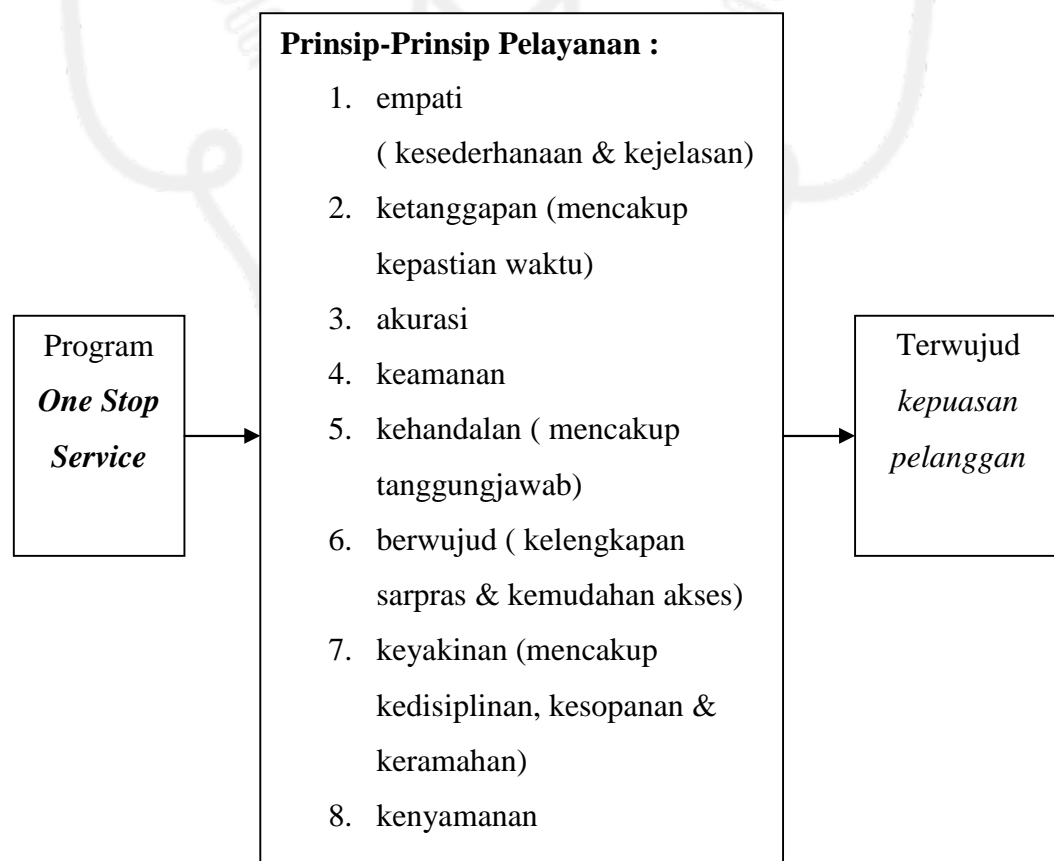 Prinsip-Prinsip Pelayanan :
1. empati
( kesederhanaan & kejelasan)
2. ketanggapan (mencakup
kepastian waktu)
3. akurasi
4. keamanan
5. kehandalan ( mencakup
tanggungjawab)
6. berwujud ( kelengkapan
sarpras & kemudahan akses)
7. keyakinan (mencakup
kedisiplinan, kesopanan &
keramahan)
8. kenyamanan
Program
One Stop
Service
Terwujud
kepuasan
pelanggan